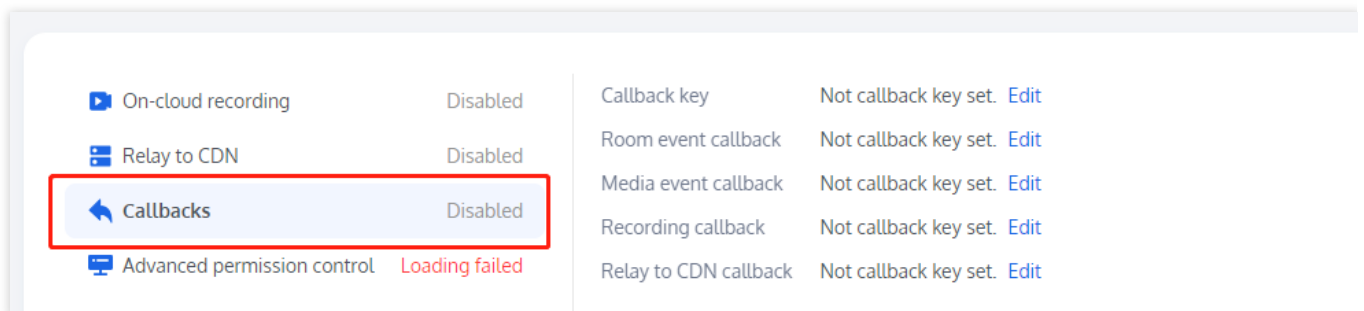 On-cloud recording Disabled
Relay to CDN Disabled
Callbacks Disabled
Advanced permission control Loading failed
Callback key Not callback key set. Edit
Room event callback Not callback key set. Edit
Media event callback Not callback key set. Edit
Recording callback Not callback key set. Edit
Relay to CDN callback Not callback key set. Edit